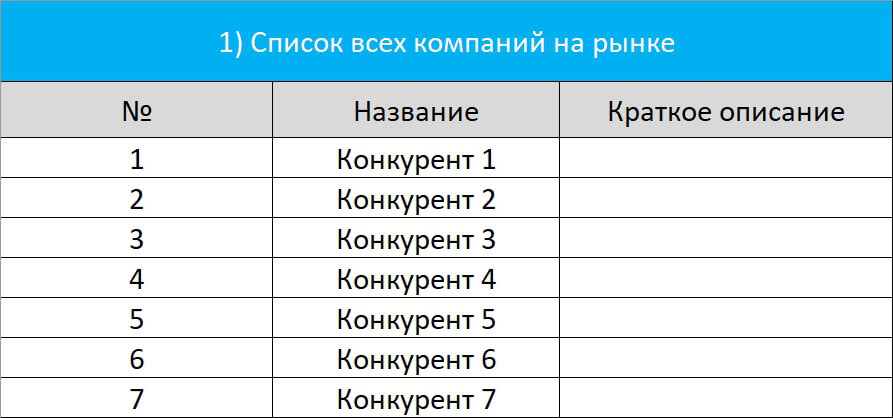 1) Список всех компаний на рынке
№ Название Краткое описание
1 Конкурент 1
2 Конкурент 2
3 Конкурент 3
4 Конкурент 4
5 Конкурент 5
6 Конкурент 6
7 Конкурент 7